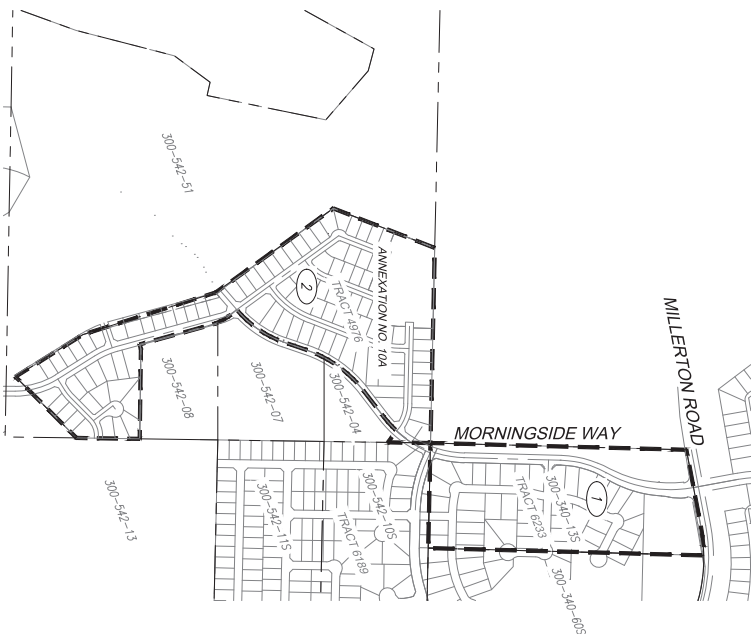 300-542-51
ANNEXATION NO. 10A
2
TRACT 4976
MILLERTON ROAD
300-542-08
300-542-07
300-542-04
MORNINGSIDE WAY
300-542-13
300-542-11S
300-542-10S
TRACT 6189
300-340-13S
1
TRACT 6233
300-340-60S